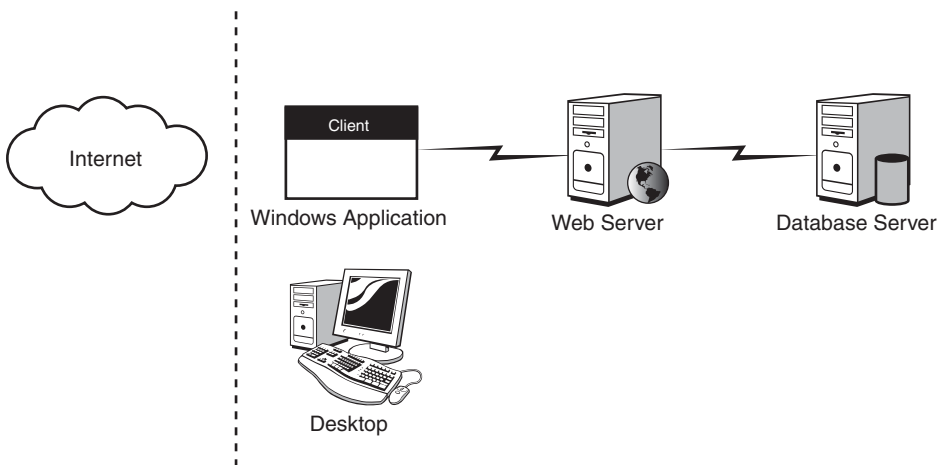 Client
Internet
Windows Application
Web Server
Database Server
Desktop